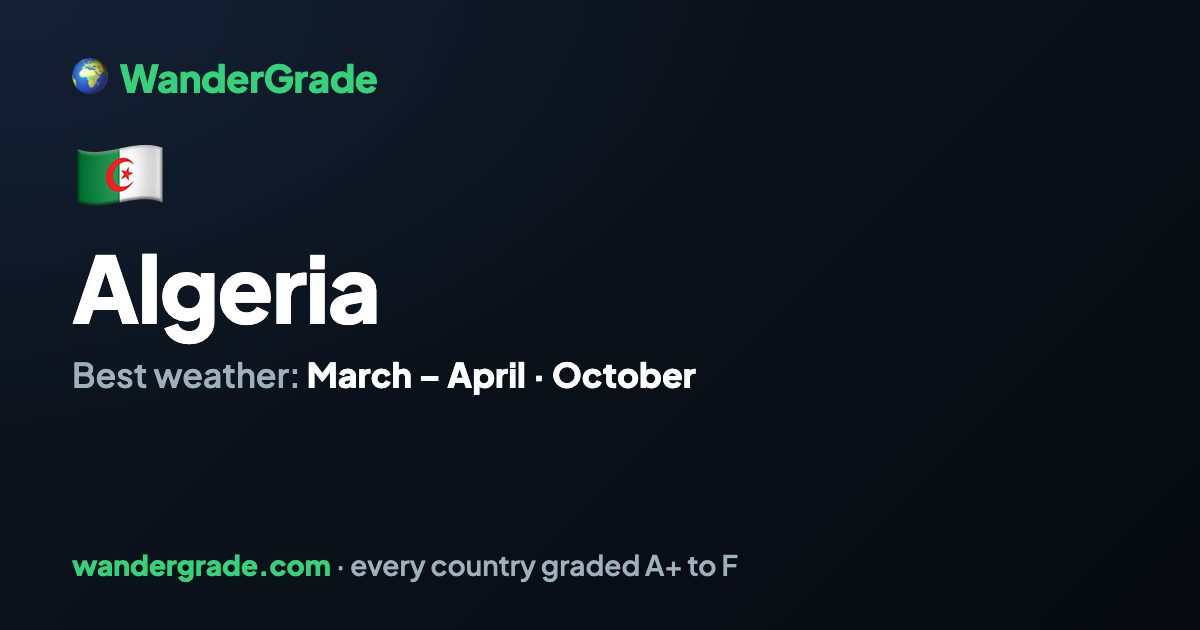 WanderGrade
Algeria
Best weather: March – April · October
wandergrade.com · every country graded A+ to F